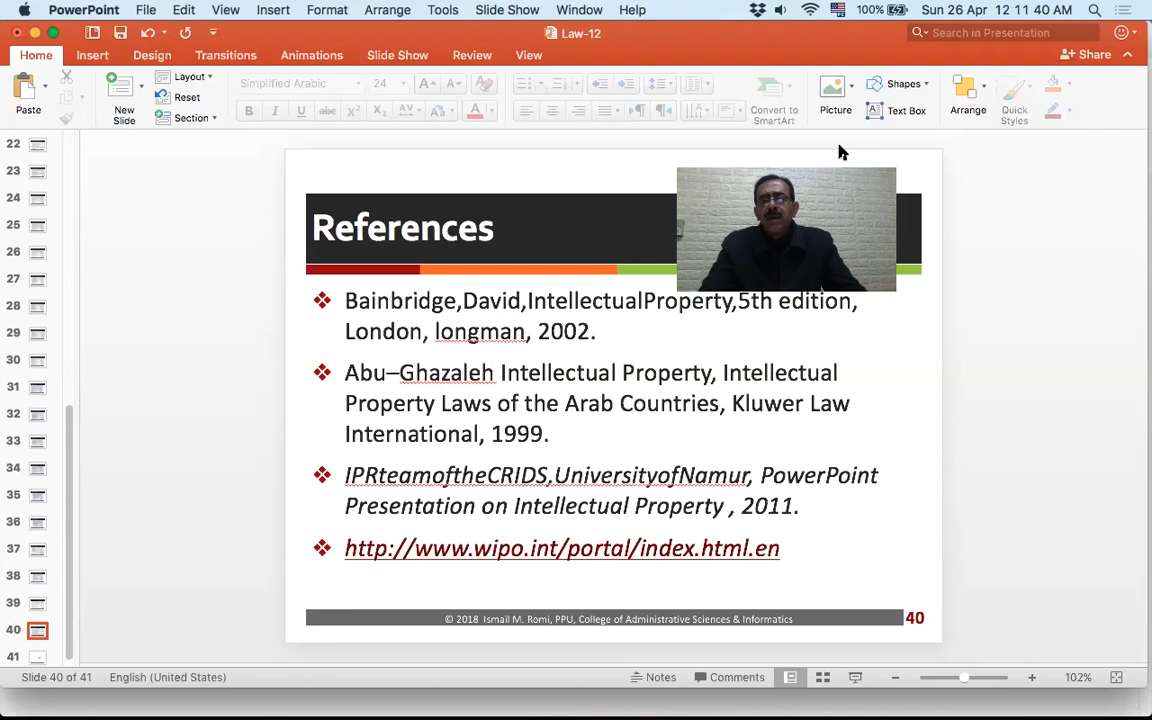 PowerPoint File Edit View Insert Format Arrange Tools Slide Show Window Help 100% Sun 26 Apr 12 11:40 AM
Law-12
Search in Presentation
Home Insert Design Transitions Animations Slide Show Review View
Share
Paste
New Slide
Layout
Reset
Section
Simplified Arabic 24
B I U abc X² X₂ AV Aa A
Convert to SmartArt
Picture
Shapes
Text Box
Arrange
Quick Styles
22
23
24
25
26
27
28
29
30
31
32
33
34
35
36
37
38
39
40
41
References
Bainbridge,David,IntellectualProperty,5th edition,
London, longman, 2002.
Abu–Ghazaleh Intellectual Property, Intellectual
Property Laws of the Arab Countries, Kluwer Law
International, 1999.
IPRteamoftheCRIDS,UniversityofNamur, PowerPoint
Presentation on Intellectual Property , 2011.
http://www.wipo.int/portal/index.html.en
© 2018 Ismail M. Romi, PPU, College of Administrative Sciences & Informatics
40
Slide 40 of 41 English (United States) Notes Comments 102%